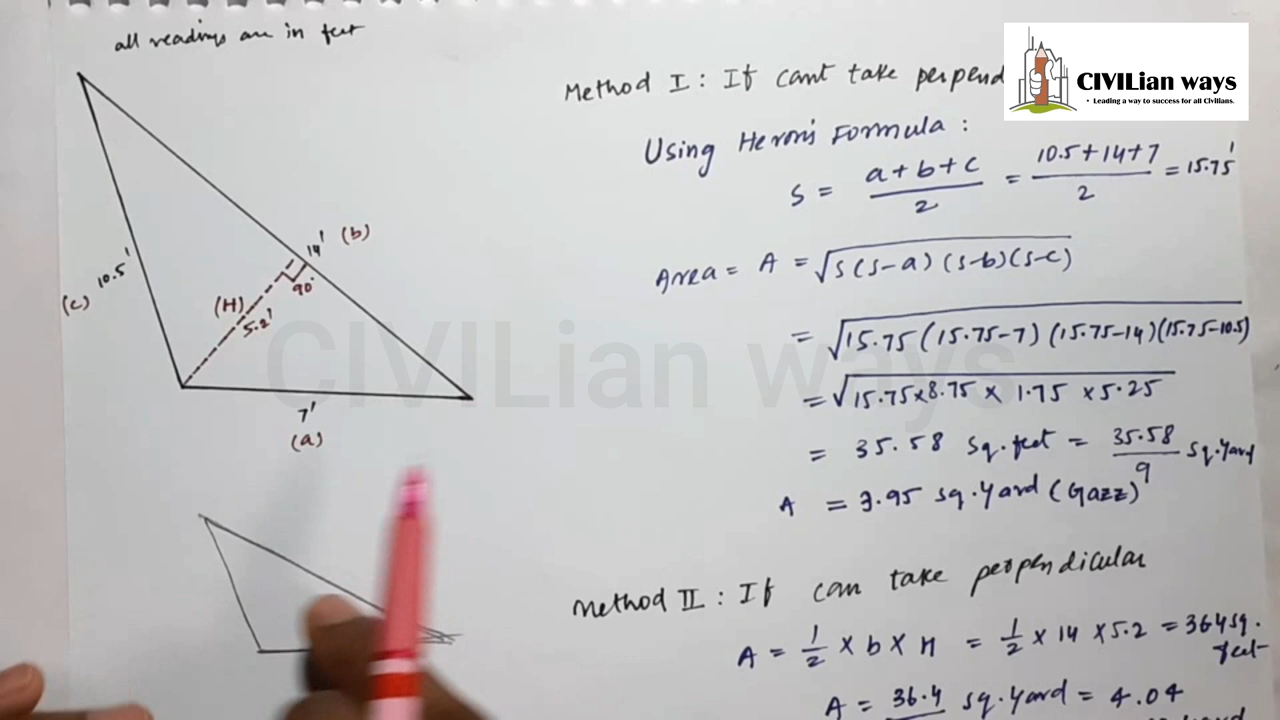 all readings are in feet
CIVILian ways
• Leading a way to success for all Civilians.
Method I : If cant take perpend
Using Heron's Formula :
S = a+b+c/2 = 10.5+14+7/2 = 15.75'
Area = A = √S(S-a)(S-b)(S-c)
= √15.75(15.75-7)(15.75-14)(15.75-10.5)
= √15.75×8.75 × 1.75 × 5.25
= 35.58 sq.feet = 35.58/9 sq.yard
A = 3.95 sq.yard (Gazz)
Method II : If can take perpendicular
A = 1/2 × b × H = 1/2 × 14 × 5.2 = 364 sq.
feet
A = 36.4 sq.yard = 4.04
14' (b)
90°
10.5'
(c)
(H)
5.2'
7'
(a)
CIVILian ways